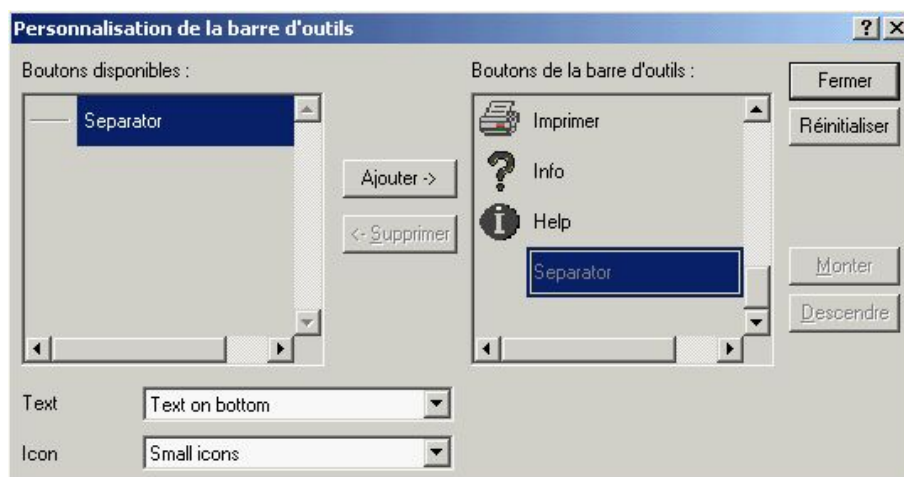 Personnalisation de la barre d'outils
Boutons disponibles :
Separator
Ajouter ->
<- Supprimer
Boutons de la barre d'outils :
Imprimer
Info
Help
Separator
Fermer
Réinitialiser
Monter
Descendre
Text
Text on bottom
Icon
Small icons